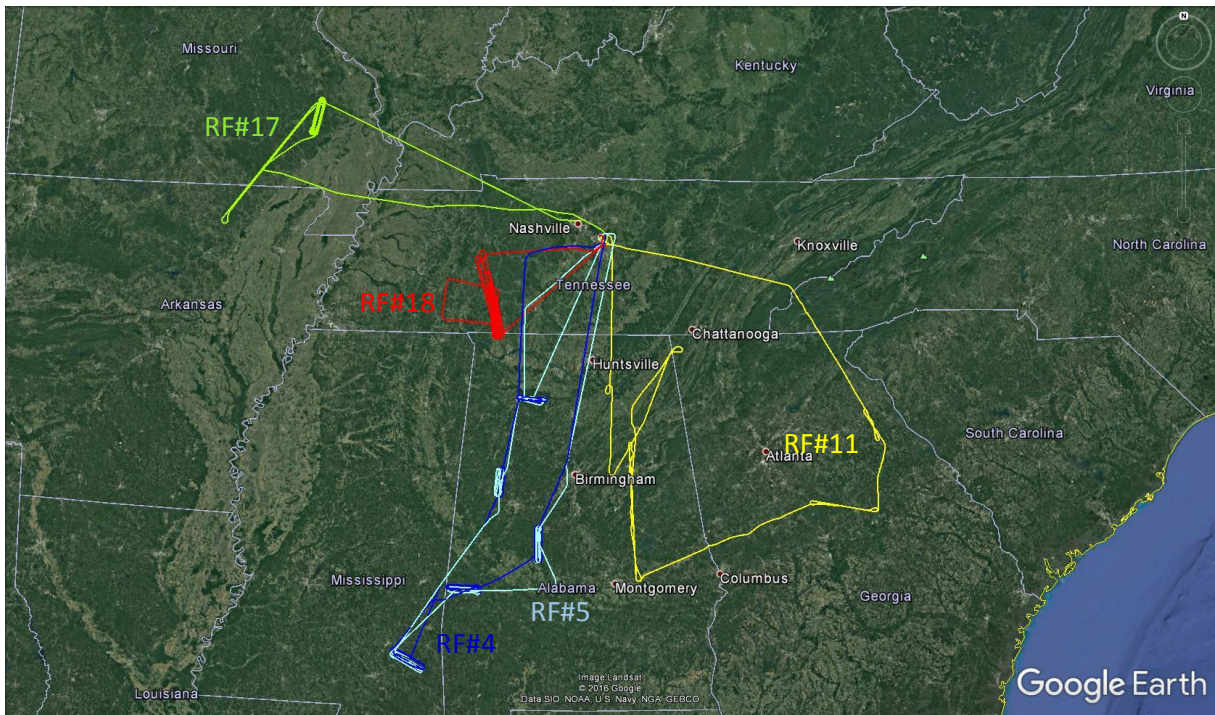 N
Missouri
Kentucky
Virginia
RF#17
Nashville
Knoxville
North Carolina
Tennessee
Arkansas
RF#18
Chattanooga
Huntsville
South Carolina
RF#11
Atlanta
Birmingham
Mississippi
Alabama
Montgomery
Columbus
Georgia
RF#5
RF#4
Louisiana
Image Landsat
© 2016 Google
Data SIO, NOAA, U.S. Navy, NGA, GEBCO
Google Earth